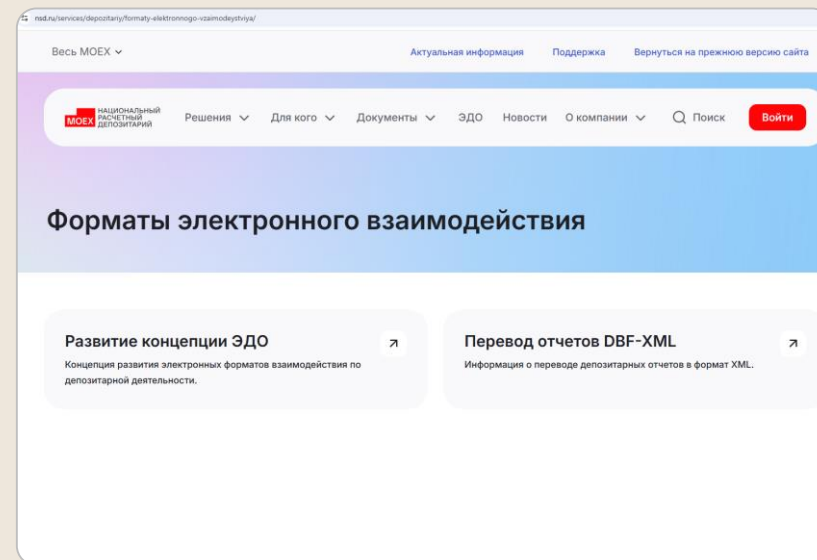 nsd.ru/services/depozitariy/formaty-elektronnogo-vzaimodeystviya/
Весь MOEX
Актуальная информация
Поддержка
Вернуться на прежнюю версию сайта
MOEX
НАЦИОНАЛЬНЫЙ
РАСЧЕТНЫЙ
ДЕПОЗИТАРИЙ
Решения
Для кого
Документы
ЭДО
Новости
О компании
Поиск
Войти
Форматы электронного взаимодействия
Развитие концепции ЭДО
Концепция развития электронных форматов взаимодействия по
депозитарной деятельности.
Перевод отчетов DBF-XML
Информация о переводе депозитарных отчетов в формат XML.